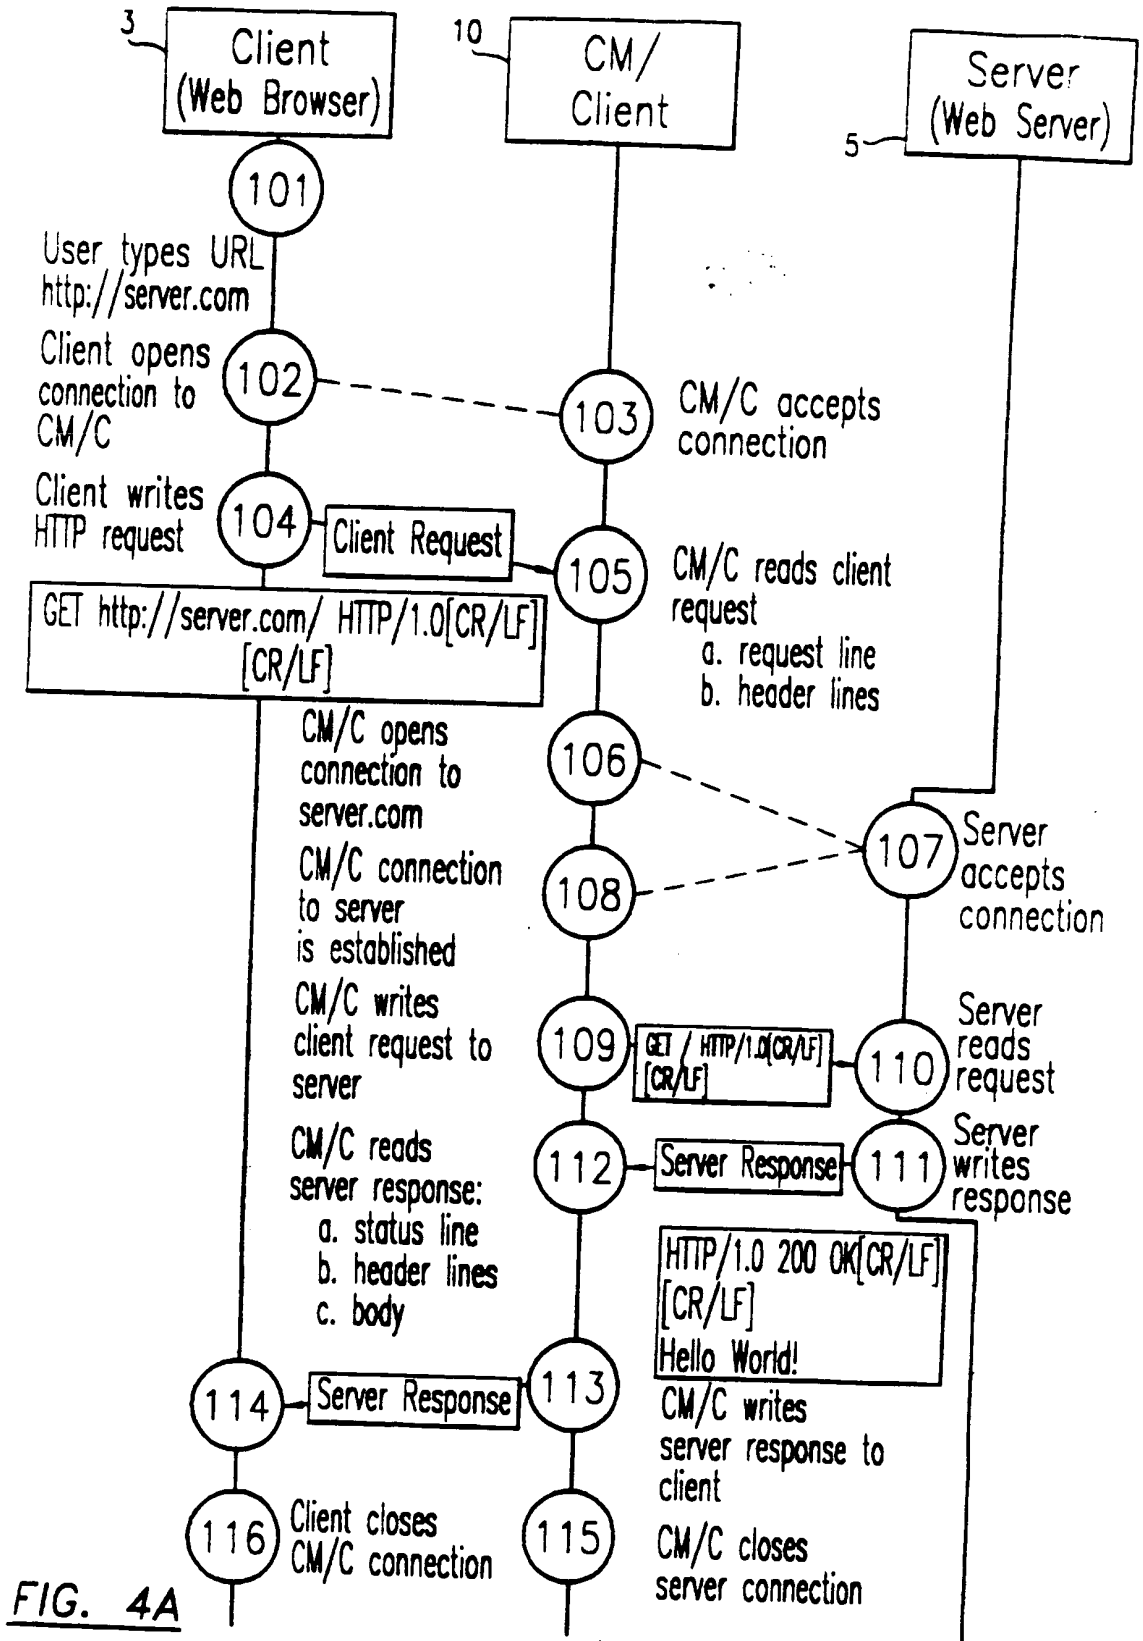 3
Client
(Web Browser)
10
CM/
Client
Server
(Web Server)
5
101
User types URL
http://server.com
Client opens
connection to
CM/C
102
103
CM/C accepts
connection
Client writes
HTTP request
104
Client Request
105
CM/C reads client
request
a. request line
b. header lines
GET http://server.com/ HTTP/1.0[CR/LF]
[CR/LF]
CM/C opens
connection to
server.com
106
107
Server
accepts
connection
CM/C connection
to server
is established
108
CM/C writes
client request to
server
109
GET / HTTP/1.0[CR/LF]
[CR/LF]
110
Server
reads
request
CM/C reads
server response:
a. status line
b. header lines
c. body
112
Server Response
111
Server
writes
response
HTTP/1.0 200 OK[CR/LF]
[CR/LF]
Hello World!
114
Server Response
113
CM/C writes
server response to
client
116
Client closes
CM/C connection
115
CM/C closes
server connection
FIG. 4A